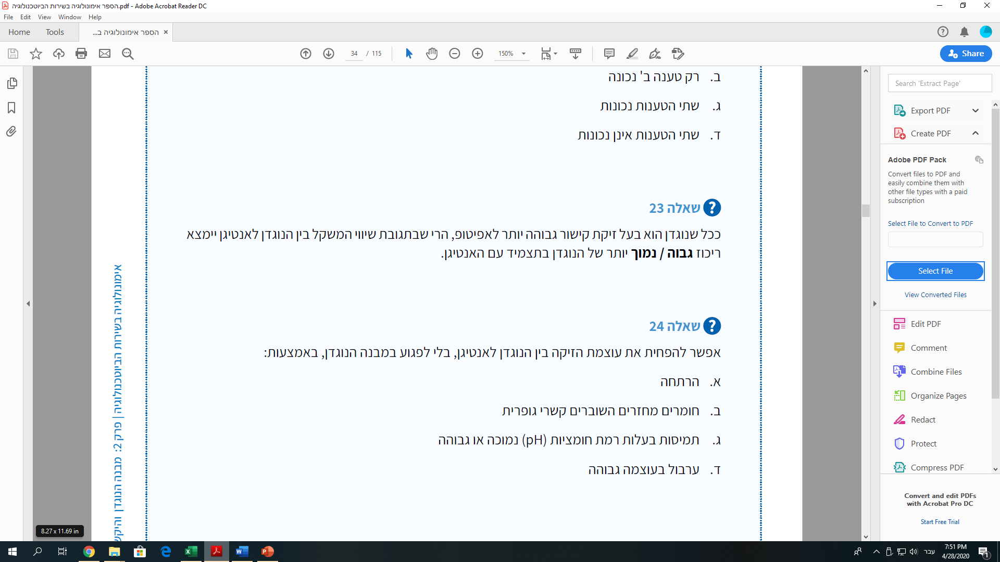 הספר אימונולוגיה בשירות הביוטכנולוגיה.pdf - Adobe Acrobat Reader DC
File Edit View Window Help
Home Tools הספר אימונולוגיה ב...
34 / 115 150% Share
ב. רק טענה ב' נכונה
ג. שתי הטענות נכונות
ד. שתי הטענות אינן נכונות
? שאלה 23
ככל שנוגדן הוא בעל זיקת קישור גבוהה יותר לאפיטופ, הרי שבתגובת שיווי המשקל בין הנוגדן לאנטיגן יימצא
ריכוז גבוה / נמוך יותר של הנוגדן בתצמיד עם האנטיגן.
? שאלה 24
אפשר להפחית את עוצמת הזיקה בין הנוגדן לאנטיגן, בלי לפגוע במבנה הנוגדן, באמצעות:
א. הרתחה
ב. חומרים מחזרים השוברים קשרי גופרית
ג. תמיסות בעלות רמת חומציות (pH) נמוכה או גבוהה
ד. ערבול בעוצמה גבוהה
אימונולוגיה בשירות הביוטכנולוגיה | פרק 2: מבנה הנוגדן
8.27 x 11.69 in
Search 'Extract Page'
Export PDF
Create PDF
Adobe PDF Pack
Convert files to PDF and
easily combine them with
other file types with a paid
subscription
Select File to Convert to PDF
Select File
View Converted Files
Edit PDF
Comment
Combine Files
Organize Pages
Redact
Protect
Compress PDF
Convert and edit PDFs
with Acrobat Pro DC
Start Free Trial
עבר
7:51 PM
4/28/2020
1